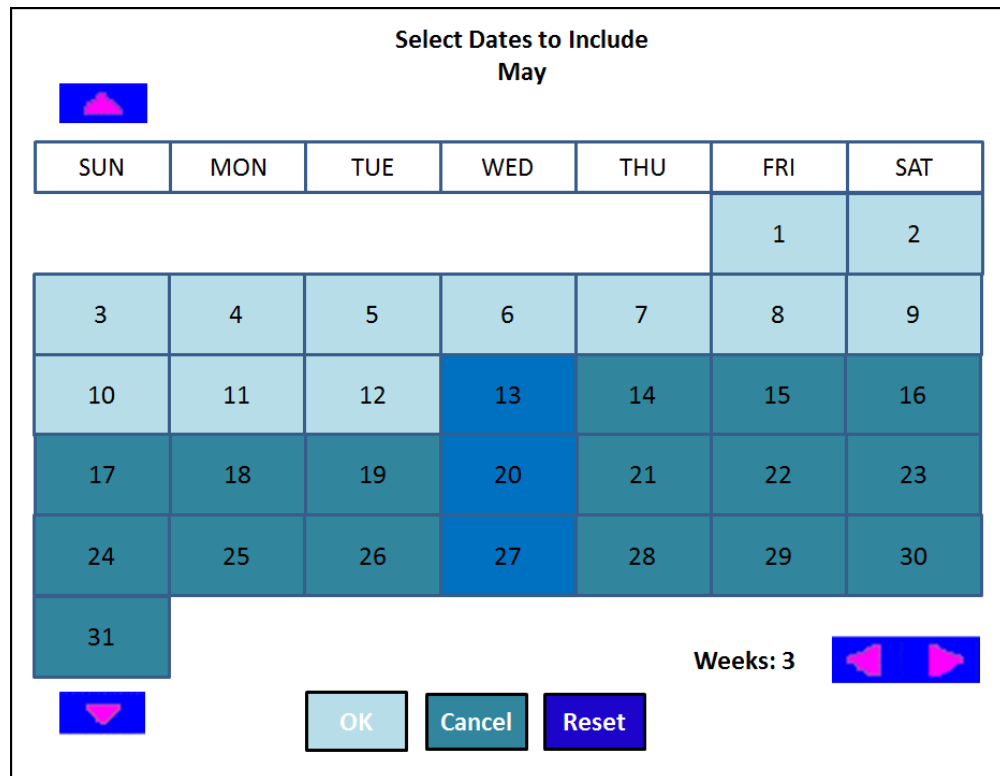 Select Dates to Include
May
SUN MON TUE WED THU FRI SAT
1 2
3 4 5 6 7 8 9
10 11 12 13 14 15 16
17 18 19 20 21 22 23
24 25 26 27 28 29 30
31
Weeks: 3
OK Cancel Reset